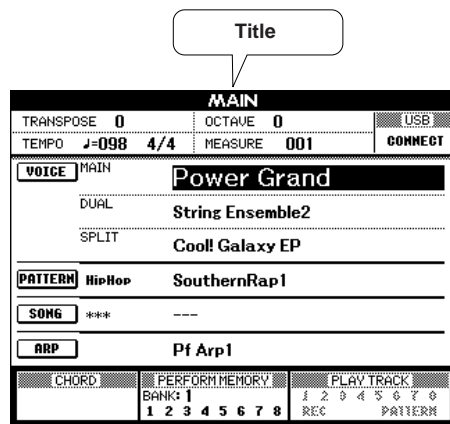 Title
MAIN
TRANSPOSE 0 OCTAVE 0 USB
TEMPO ♩=098 4/4 MEASURE 001 CONNECT
VOICE MAIN Power Grand
DUAL String Ensemble2
SPLIT Cool! Galaxy EP
PATTERN HipHop SouthernRap1
SONG *** ---
ARP Pf Arp1
CHORD PERFORM MEMORY PLAY TRACK
BANK: 1 1 2 3 4 5 6 7 8
1 2 3 4 5 6 7 8 REC PATTERN